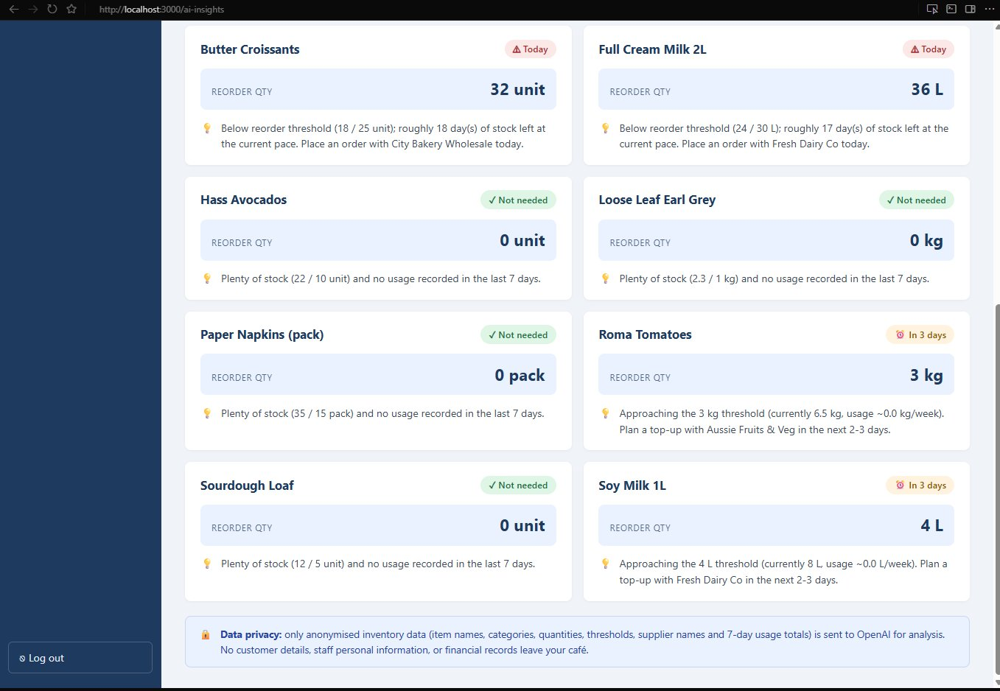 http://localhost:3000/ai-insights
Butter Croissants
⚠ Today
REORDER QTY
32 unit
Below reorder threshold (18 / 25 unit); roughly 18 day(s) of stock left at
the current pace. Place an order with City Bakery Wholesale today.
Full Cream Milk 2L
⚠ Today
REORDER QTY
36 L
Below reorder threshold (24 / 30 L); roughly 17 day(s) of stock left at the
current pace. Place an order with Fresh Dairy Co today.
Hass Avocados
✓ Not needed
REORDER QTY
0 unit
Plenty of stock (22 / 10 unit) and no usage recorded in the last 7 days.
Loose Leaf Earl Grey
✓ Not needed
REORDER QTY
0 kg
Plenty of stock (2.3 / 1 kg) and no usage recorded in the last 7 days.
Paper Napkins (pack)
✓ Not needed
REORDER QTY
0 pack
Plenty of stock (35 / 15 pack) and no usage recorded in the last 7 days.
Roma Tomatoes
In 3 days
REORDER QTY
3 kg
Approaching the 3 kg threshold (currently 6.5 kg, usage ~0.0 kg/week).
Plan a top-up with Aussie Fruits & Veg in the next 2-3 days.
Sourdough Loaf
✓ Not needed
REORDER QTY
0 unit
Plenty of stock (12 / 5 unit) and no usage recorded in the last 7 days.
Soy Milk 1L
In 3 days
REORDER QTY
4 L
Approaching the 4 L threshold (currently 8 L, usage ~0.0 L/week). Plan a
top-up with Fresh Dairy Co in the next 2-3 days.
Data privacy: only anonymised inventory data (item names, categories, quantities, thresholds, supplier names and 7-day usage totals) is sent to OpenAI for analysis.
No customer details, staff personal information, or financial records leave your café.
Log out